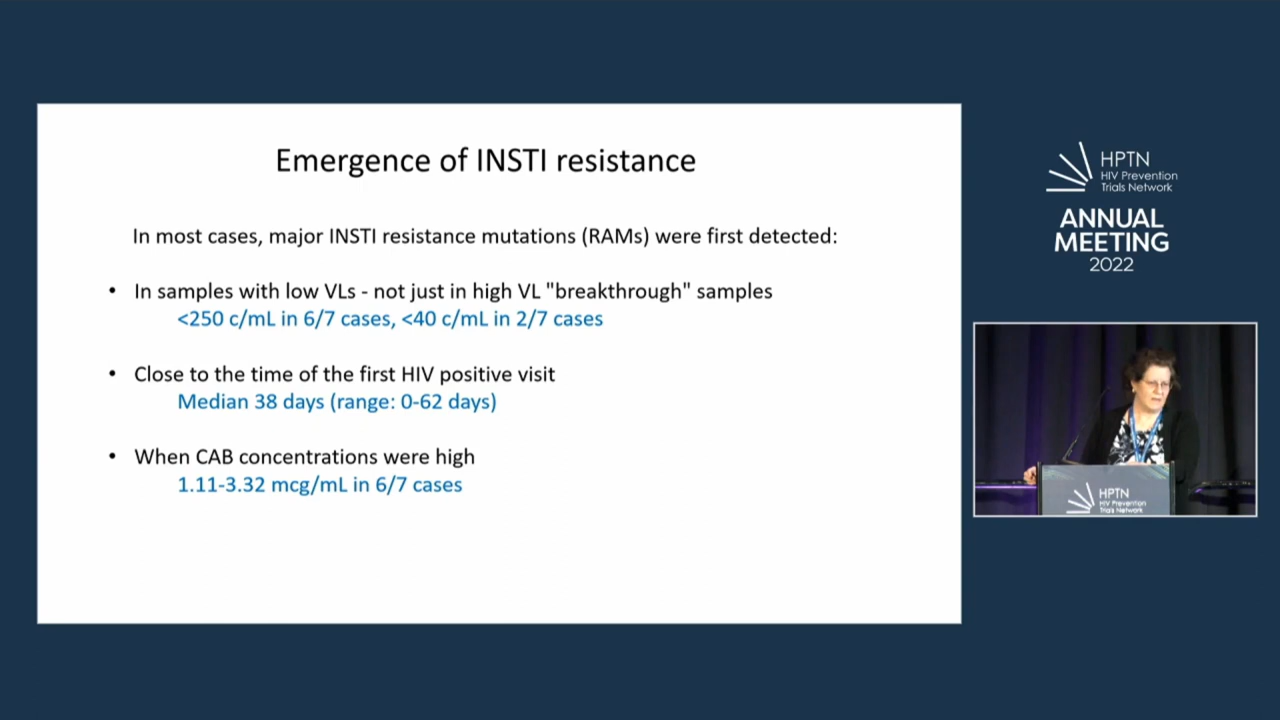 Emergence of INSTI resistance
In most cases, major INSTI resistance mutations (RAMs) were first detected:
• In samples with low VLs - not just in high VL "breakthrough" samples
<250 c/mL in 6/7 cases, <40 c/mL in 2/7 cases
• Close to the time of the first HIV positive visit
Median 38 days (range: 0-62 days)
• When CAB concentrations were high
1.11-3.32 mcg/mL in 6/7 cases
HPTN
HIV Prevention
Trials Network
ANNUAL
MEETING
2022
HPTN
HIV Prevention
Trials Network